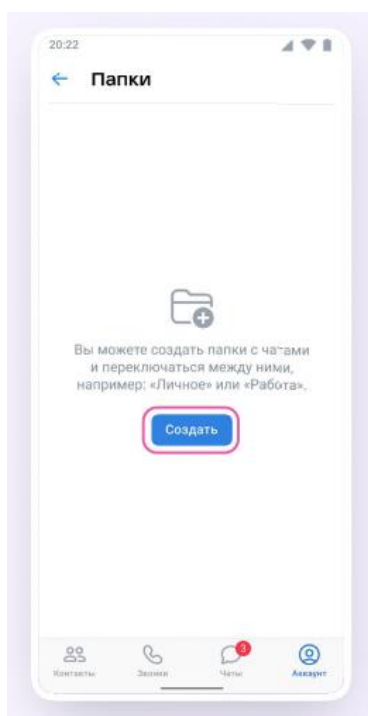 20:22
Папки
Вы можете создать папки с чатами
и переключаться между ними,
например: «Личное» или «Работа».
Создать
3
Контакты Звонки Чаты Аккаунт